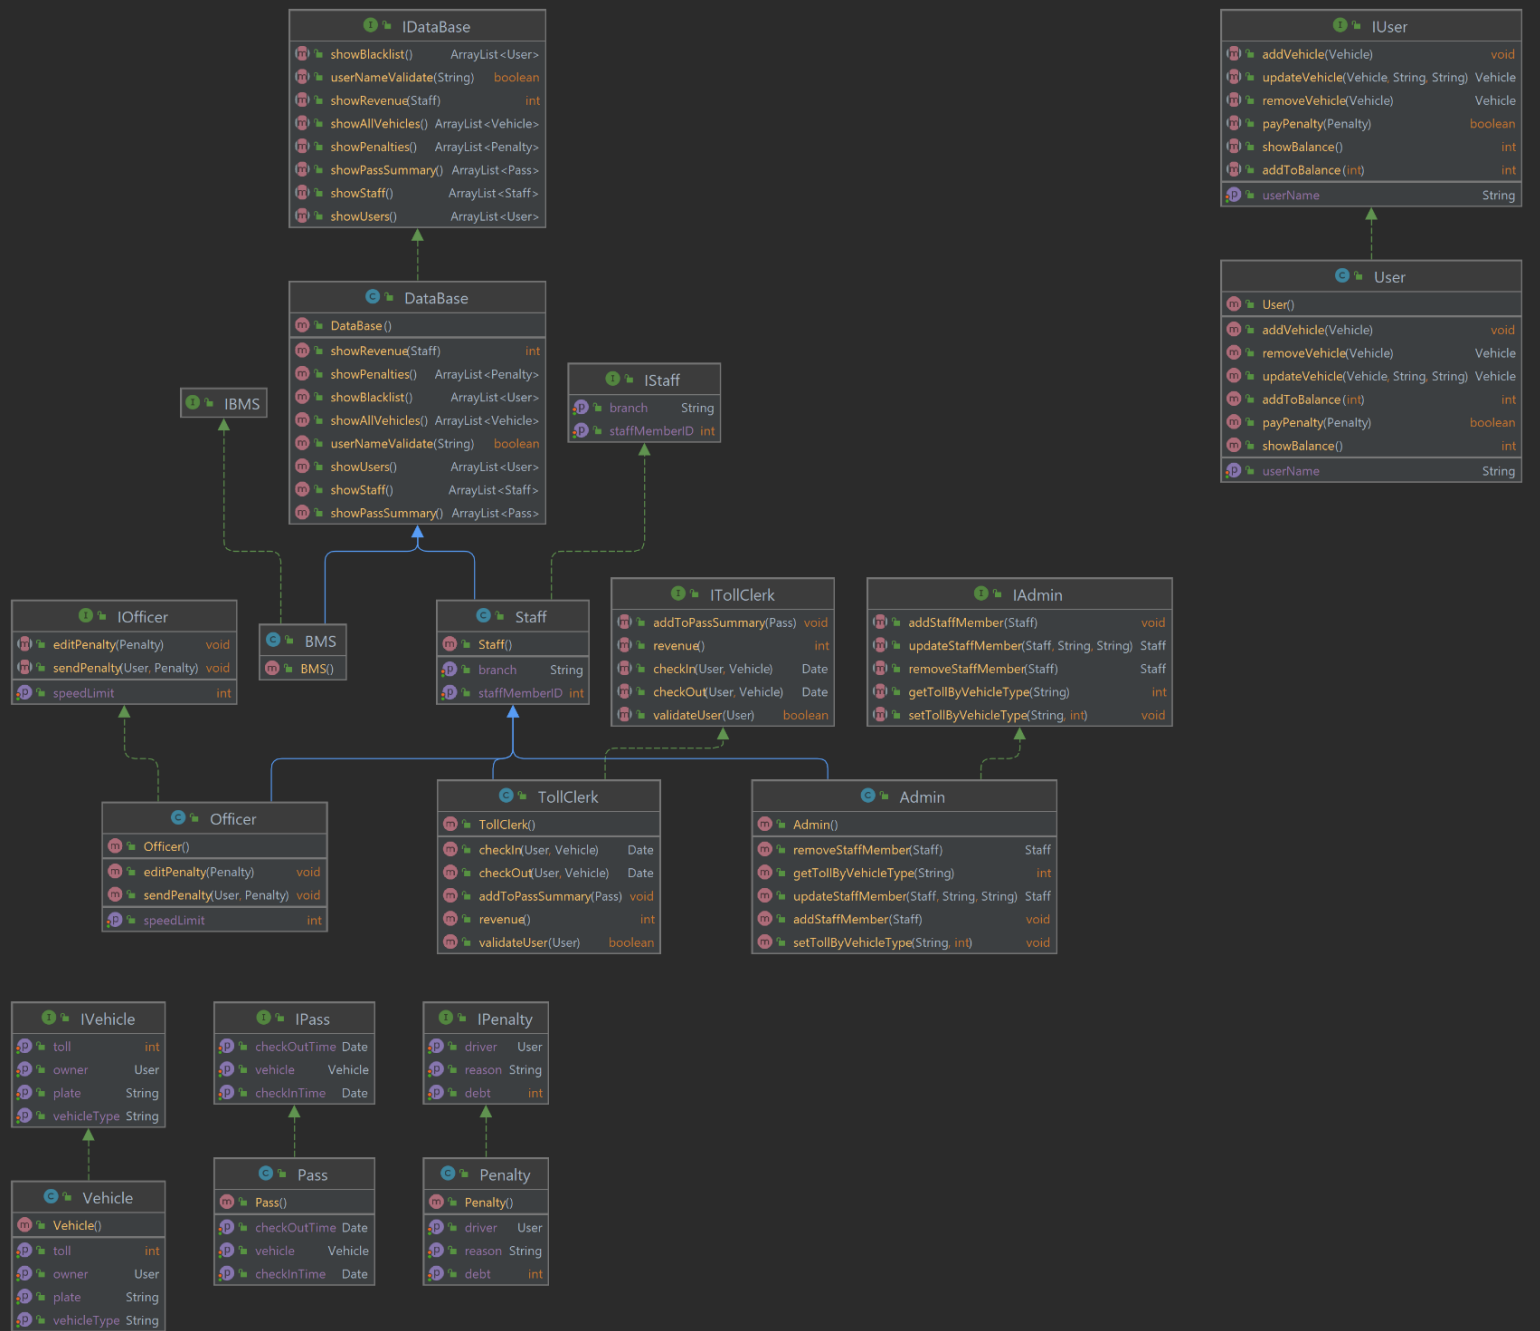 IDataBase
showBlacklist() ArrayList<User>
userNameValidate(String) boolean
showRevenue(Staff) int
showAllVehicles() ArrayList<Vehicle>
showPenalties() ArrayList<Penalty>
showPassSummary() ArrayList<Pass>
showStaff() ArrayList<Staff>
showUsers() ArrayList<User>
IUser
addVehicle(Vehicle) void
updateVehicle(Vehicle, String, String) Vehicle
removeVehicle(Vehicle) Vehicle
payPenalty(Penalty) boolean
showBalance() int
addToBalance(int) int
userName String
DataBase
DataBase()
showRevenue(Staff) int
showPenalties() ArrayList<Penalty>
showBlacklist() ArrayList<User>
showAllVehicles() ArrayList<Vehicle>
userNameValidate(String) boolean
showUsers() ArrayList<User>
showStaff() ArrayList<Staff>
showPassSummary() ArrayList<Pass>
User
User()
addVehicle(Vehicle) void
removeVehicle(Vehicle) Vehicle
updateVehicle(Vehicle, String, String) Vehicle
addToBalance(int) int
payPenalty(Penalty) boolean
showBalance() int
userName String
IBMS
IStaff
branch String
staffMemberID int
IOfficer
editPenalty(Penalty) void
sendPenalty(User, Penalty) void
speedLimit int
BMS
BMS()
Staff
Staff()
branch String
staffMemberID int
ITollClerk
addToPassSummary(Pass) void
revenue() int
checkIn(User, Vehicle) Date
checkOut(User, Vehicle) Date
validateUser(User) boolean
IAdmin
addStaffMember(Staff) void
updateStaffMember(Staff, String, String) Staff
removeStaffMember(Staff) Staff
getTollByVehicleType(String) int
setTollByVehicleType(String, int) void
Officer
Officer()
editPenalty(Penalty) void
sendPenalty(User, Penalty) void
speedLimit int
TollClerk
TollClerk()
checkIn(User, Vehicle) Date
checkOut(User, Vehicle) Date
addToPassSummary(Pass) void
revenue() int
validateUser(User) boolean
Admin
Admin()
removeStaffMember(Staff) Staff
getTollByVehicleType(String) int
updateStaffMember(Staff, String, String) Staff
addStaffMember(Staff) void
setTollByVehicleType(String, int) void
IVehicle
toll int
owner User
plate String
vehicleType String
IPass
checkOutTime Date
vehicle Vehicle
checkInTime Date
IPenalty
driver User
reason String
debt int
Vehicle
Vehicle()
toll int
owner User
plate String
vehicleType String
Pass
Pass()
checkOutTime Date
vehicle Vehicle
checkInTime Date
Penalty
Penalty()
driver User
reason String
debt int